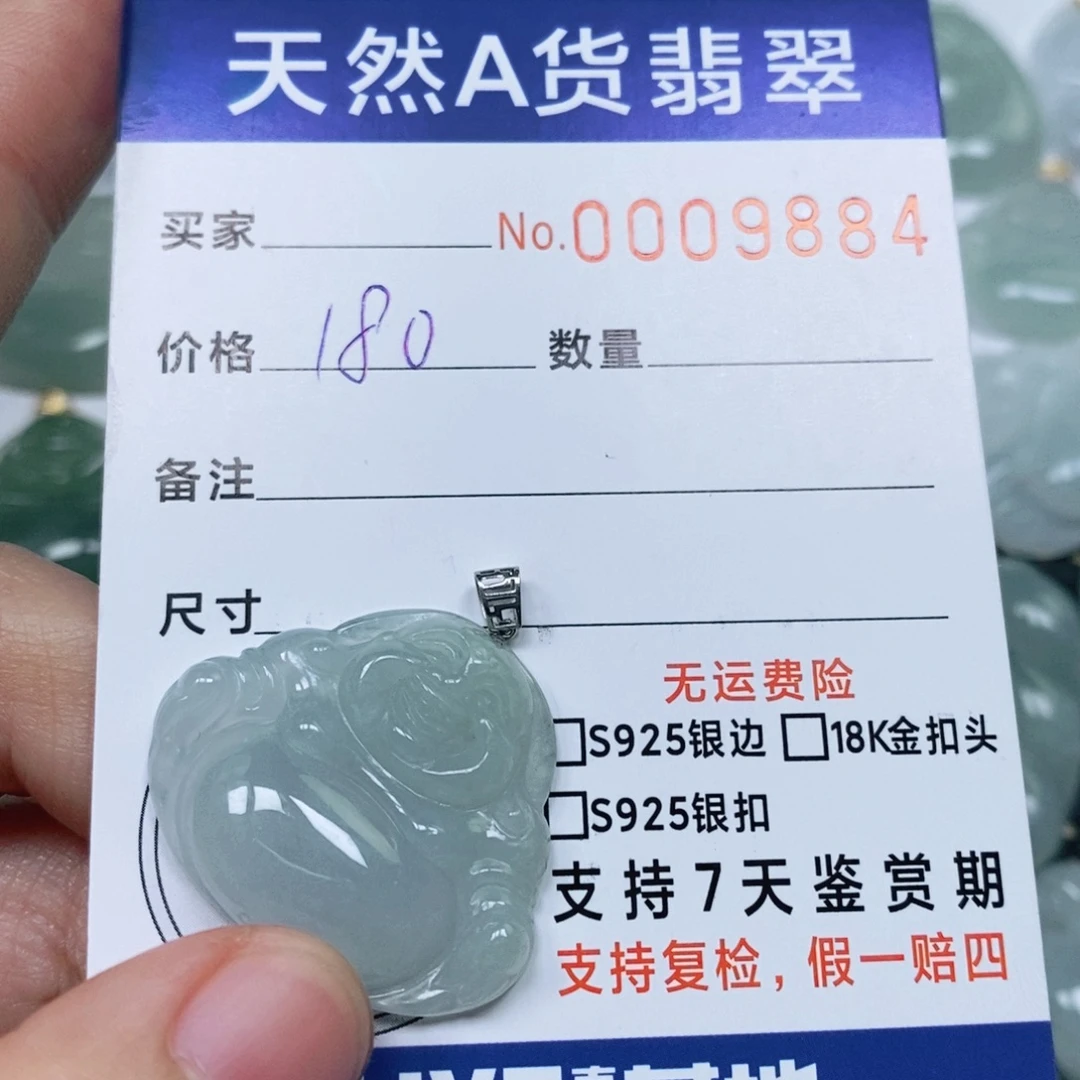 天然A货翡翠
买家 No.0009884
价格 180 数量
备注
尺寸
无运费险
S925银边 18K金扣头
S925银扣
支持7天鉴赏期
支持复检，假一赔四